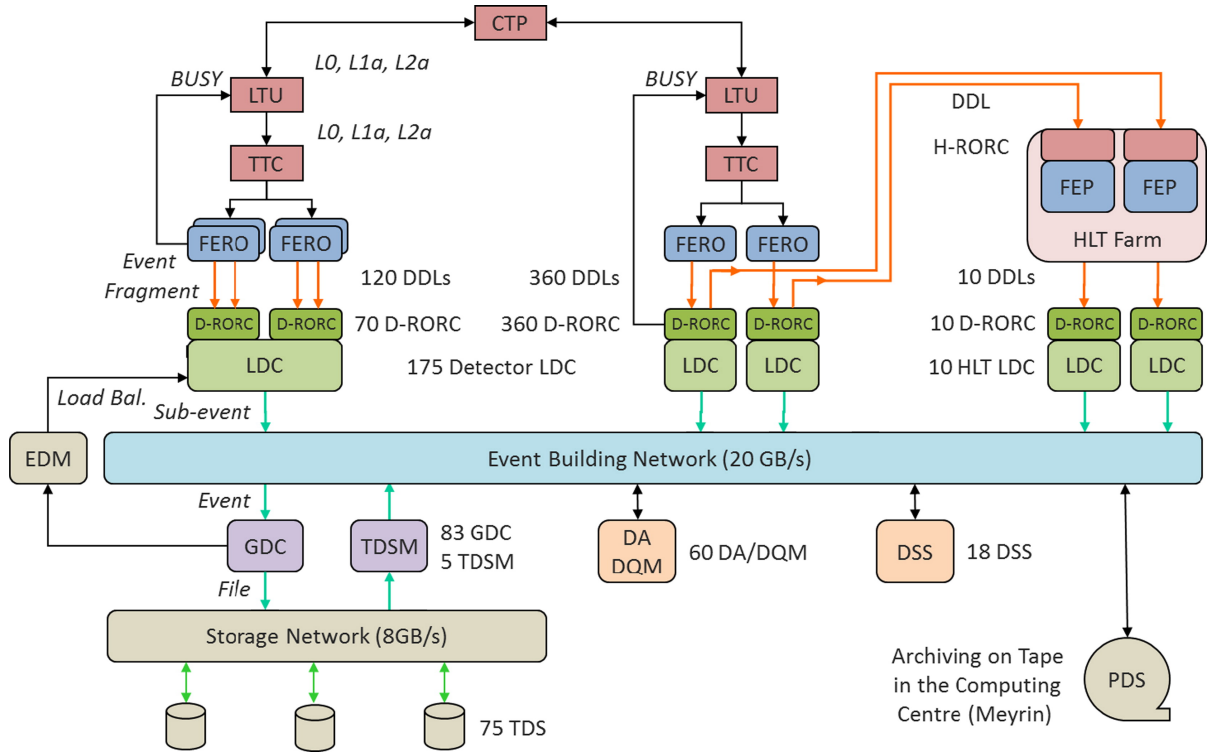 CTP
L0, L1a, L2a
BUSY
LTU
BUSY
LTU
DDL
L0, L1a, L2a
H-RORC
TTC
TTC
FEP
FEP
FERO
FERO
FERO
FERO
HLT Farm
Event
Fragment
120 DDLs
360 DDLs
10 DDLs
D-RORC
D-RORC
70 D-RORC
360 D-RORC
D-RORC
D-RORC
10 D-RORC
D-RORC
D-RORC
LDC
175 Detector LDC
LDC
LDC
10 HLT LDC
LDC
LDC
Load Bal.
Sub-event
EDM
Event Building Network (20 GB/s)
Event
GDC
TDSM
83 GDC
5 TDSM
DA
DQM
60 DA/DQM
DSS
18 DSS
File
Storage Network (8GB/s)
Archiving on Tape
in the Computing
Centre (Meyrin)
PDS
75 TDS